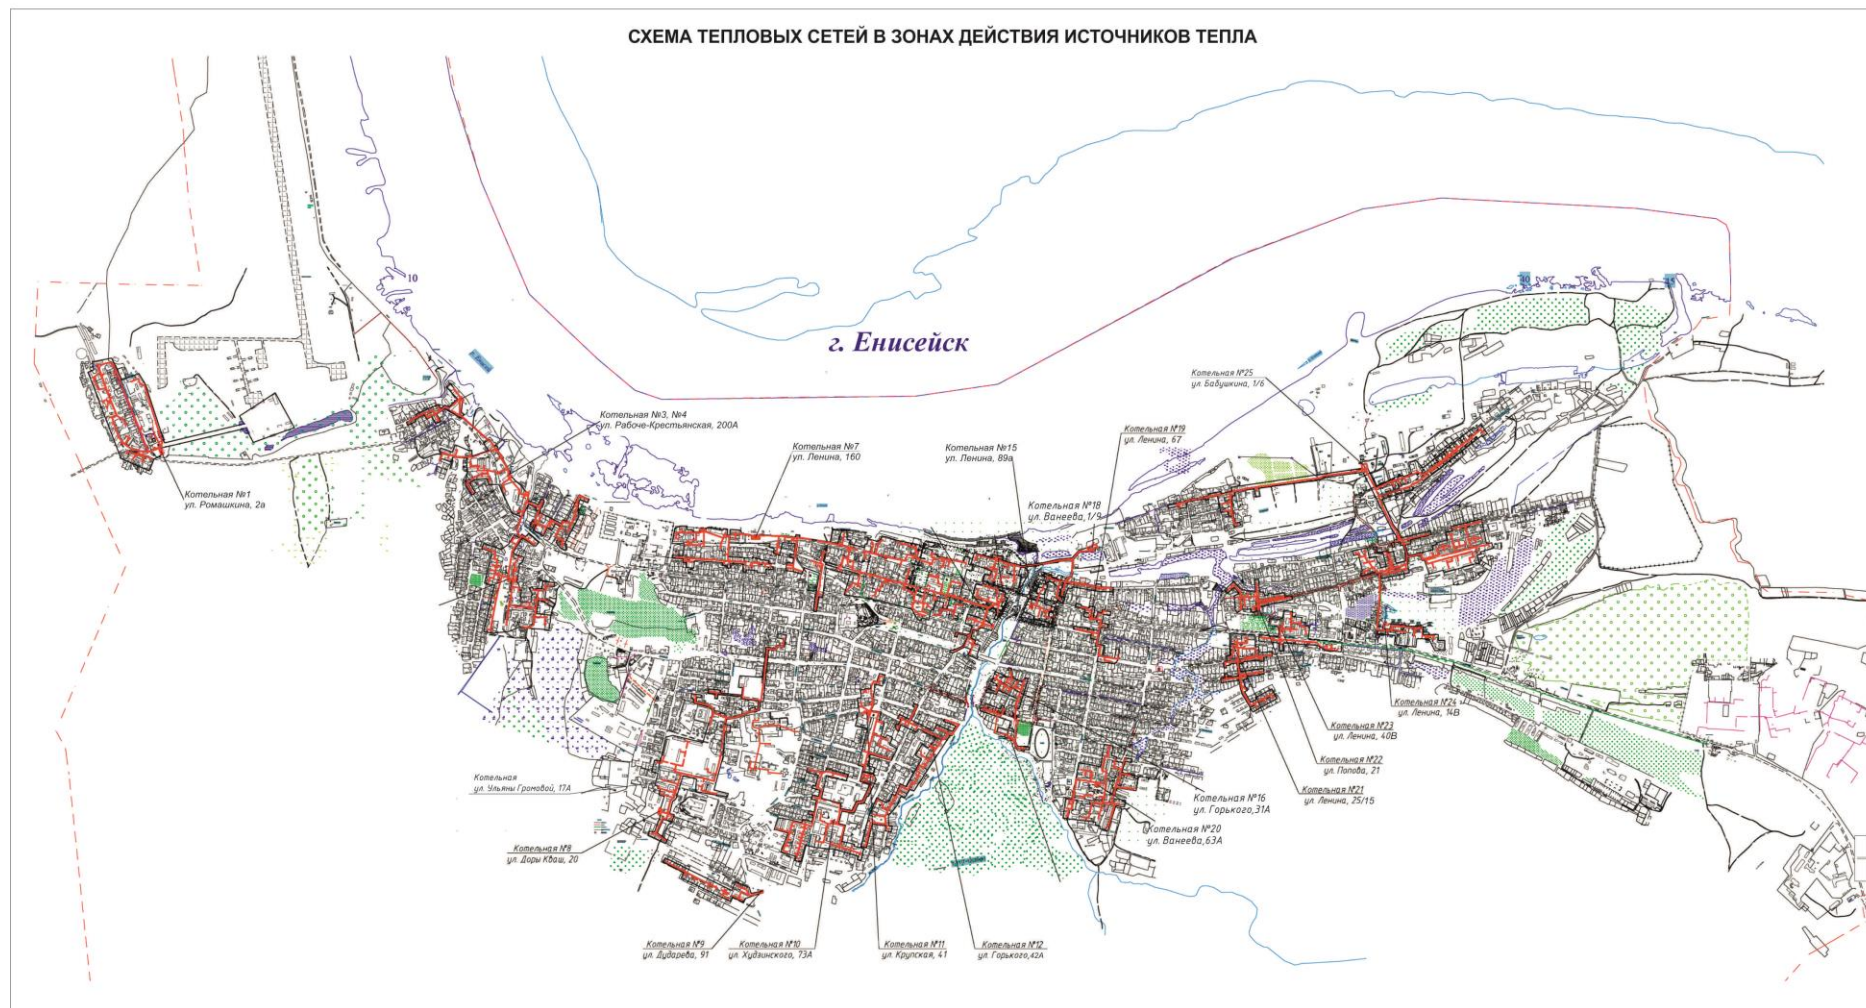 СХЕМА ТЕПЛОВЫХ СЕТЕЙ В ЗОНАХ ДЕЙСТВИЯ ИСТОЧНИКОВ ТЕПЛА
10
г. Енисейск
Котельная №25
ул. Бабушкина, 1/6
Котельная №3, №4
ул. Рабоче-Крестьянская, 200А
Котельная №7
ул. Ленина, 160
Котельная №15
ул. Ленина, 89а
Котельная №19
ул. Ленина, 67
Котельная №1
ул. Ромашкина, 2а
Котельная №18
ул. Ванеева,1/9
Котельная №24
ул. Ленина, 14В
Котельная №23
ул. Ленина, 40В
Котельная №22
ул. Попова, 21
Котельная №21
ул. Ленина, 25/15
Котельная
ул. Ульяны Громовой, 17А
Котельная №16
ул. Горького,31А
Котельная №20
ул. Ванеева,63А
Котельная №8
ул. Доры Кваш, 20
Котельная №9
ул. Дударева, 91
Котельная №10
ул. Худзинского, 73А
Котельная №11
ул. Крупская, 41
Котельная №12
ул. Горького,42А